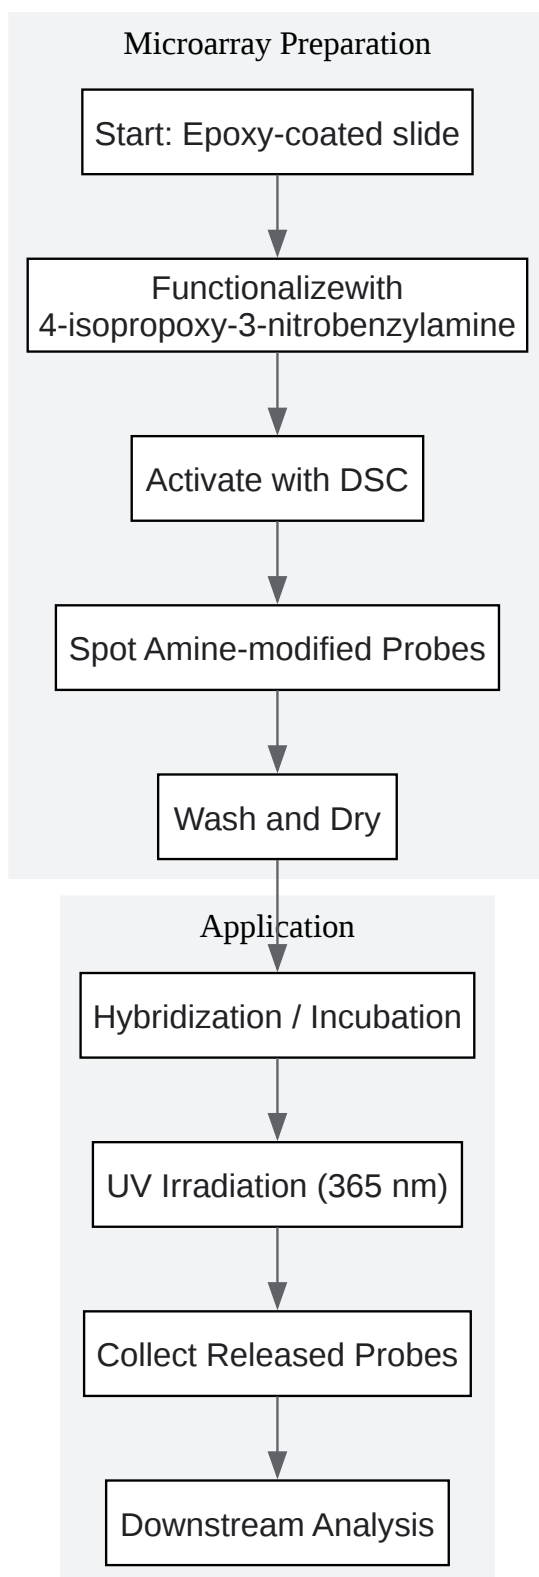 Microarray Preparation
Start: Epoxy-coated slide
Functionalizewith
4-isopropoxy-3-nitrobenzylamine
Activate with DSC
Spot Amine-modified Probes
Wash and Dry
Application
Hybridization / Incubation
UV Irradiation (365 nm)
Collect Released Probes
Downstream Analysis